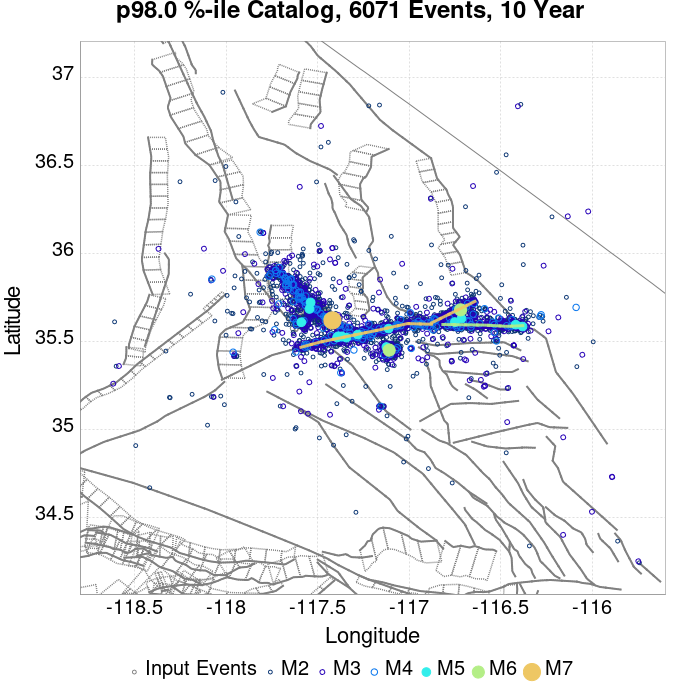 p98.0 %-ile Catalog, 6071 Events, 10 Year
37
36.5
36
35.5
35
34.5
Latitude
-118.5 -118 -117.5 -117 -116.5 -116
Longitude
Input Events M2 M3 M4 M5 M6 M7